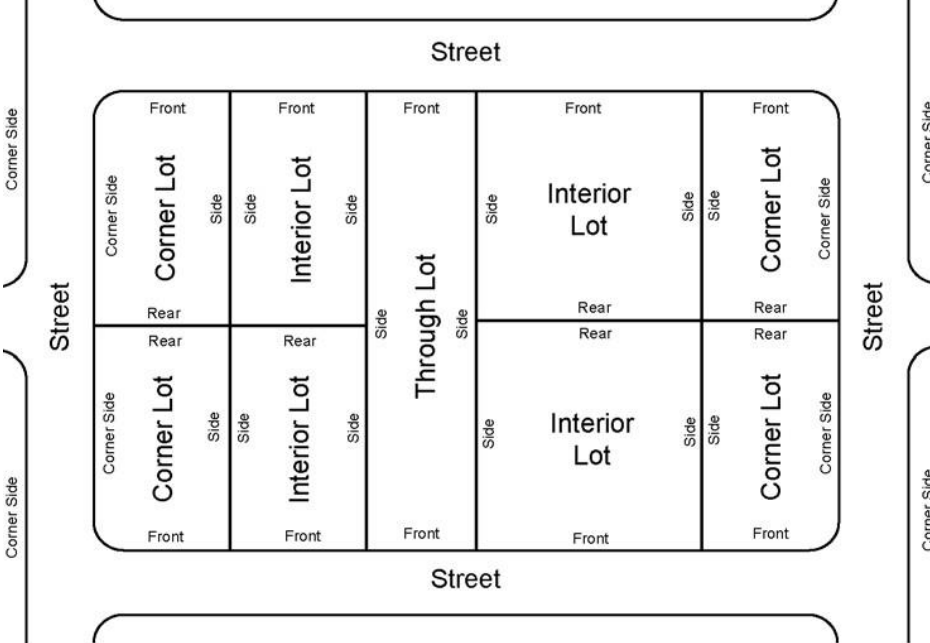 Street
Corner Side
Corner Side
Front
Front
Front
Front
Front
Corner Side
Corner Lot
Side
Side
Interior Lot
Side
Side
Interior
Lot
Side
Side
Corner Lot
Corner Side
Street
Rear
Side
Through Lot
Side
Rear
Rear
Street
Rear
Rear
Rear
Rear
Corner Side
Corner Lot
Side
Side
Interior Lot
Side
Side
Interior
Lot
Side
Side
Corner Lot
Corner Side
Corner Side
Corner Side
Front
Front
Front
Front
Front
Street